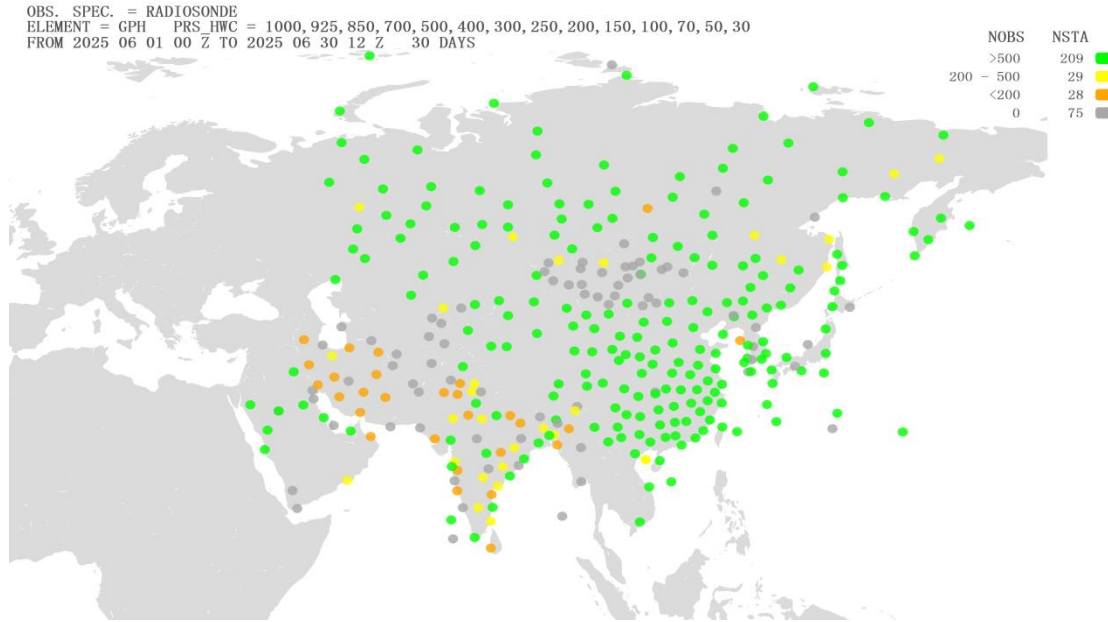 OBS. SPEC. = RADIOSONDE
ELEMENT = GPH PRS_HWC = 1000,925,850,700,500,400,300,250,200,150,100,70,50,30
FROM 2025 06 01 00 Z TO 2025 06 30 12 Z 30 DAYS
NOBS NSTA
>500 209
200 - 500 29
<200 28
0 75